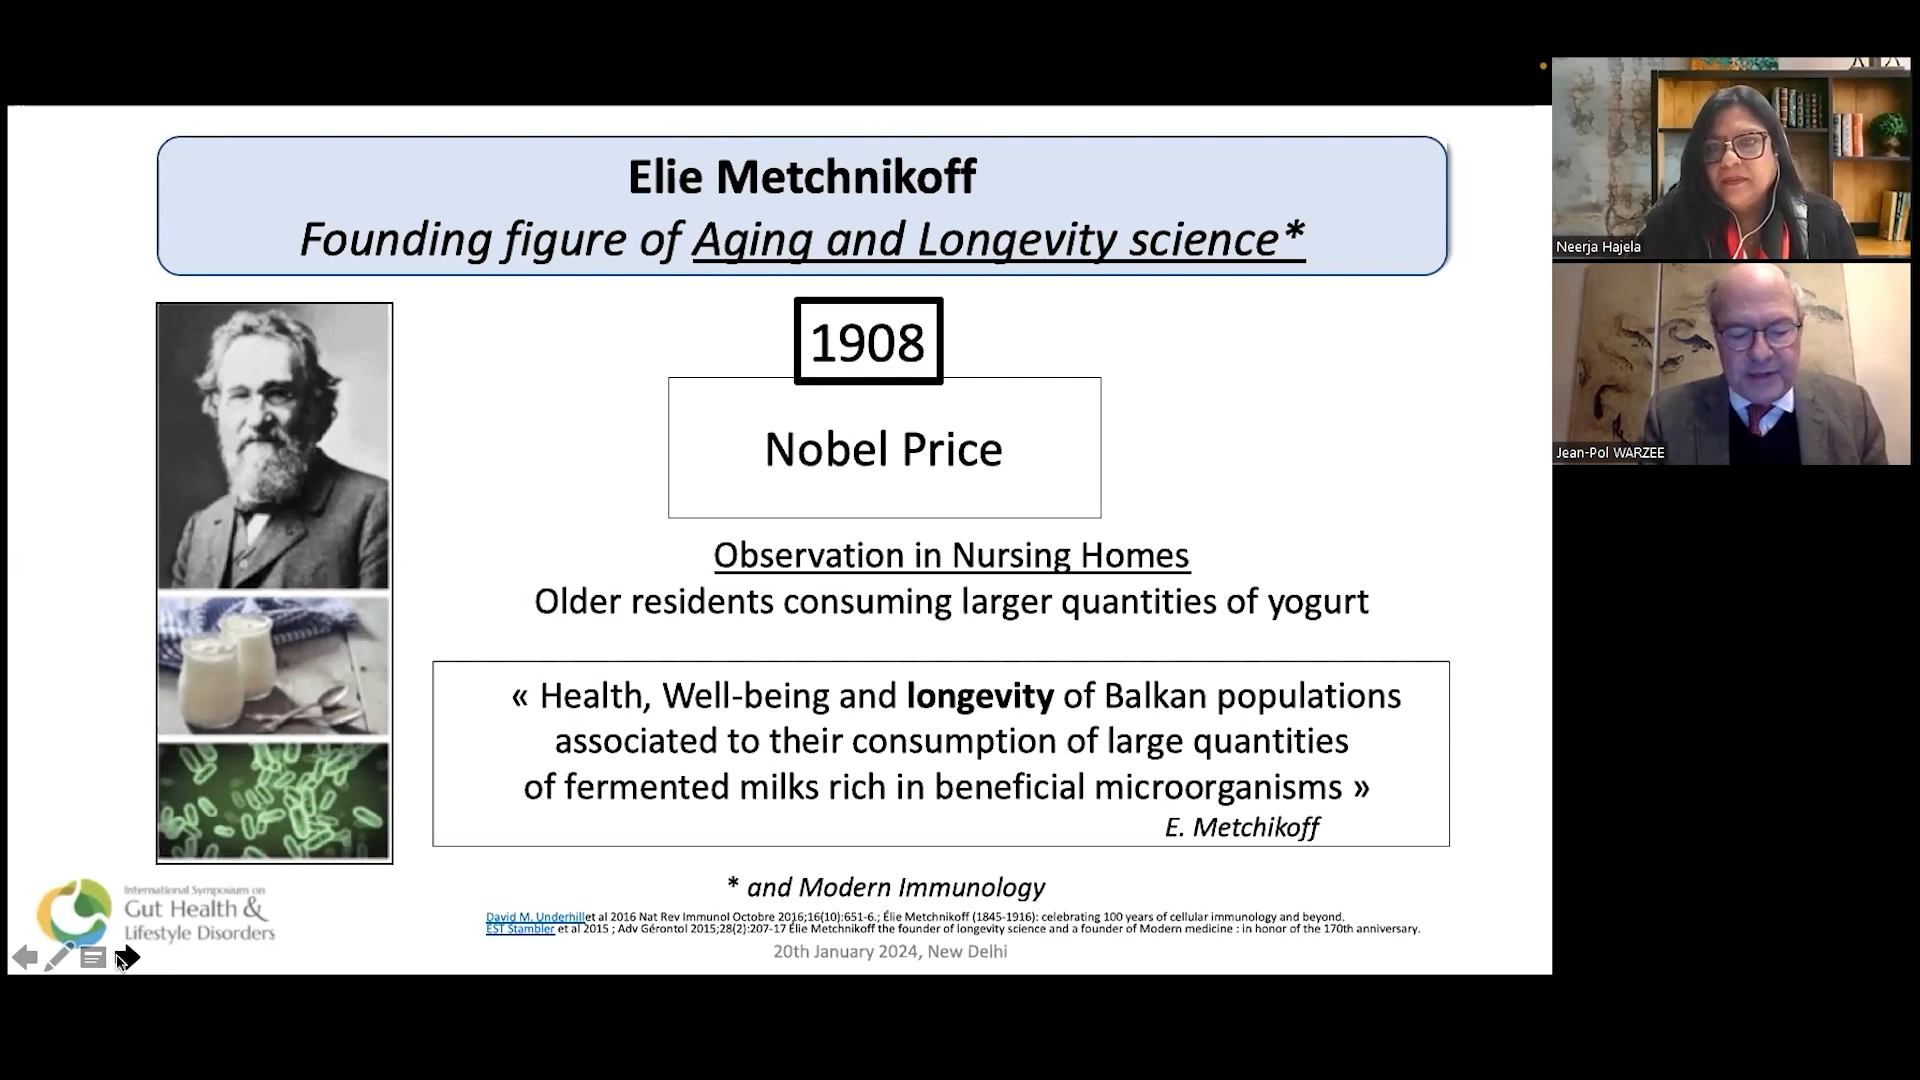 Elie Metchnikoff
Founding figure of Aging and Longevity science*
1908
Nobel Price
Observation in Nursing Homes
Older residents consuming larger quantities of yogurt
« Health, Well-being and longevity of Balkan populations
associated to their consumption of large quantities
of fermented milks rich in beneficial microorganisms »
E. Metchikoff
* and Modern Immunology
David M. Underhillet al 2016 Nat Rev Immunol Octobre 2016;16(10):651-6.; Élie Metchnikoff (1845-1916): celebrating 100 years of cellular immunology and beyond.
EST Stambler et al 2015 ; Adv Gérontol 2015;28(2):207-17 Élie Metchnikoff the founder of longevity science and a founder of Modern medicine : in honor of the 170th anniversary.
20th January 2024, New Delhi
International Symposium on
Gut Health &
Lifestyle Disorders
Neerja Hajela
Jean-Pol WARZEE